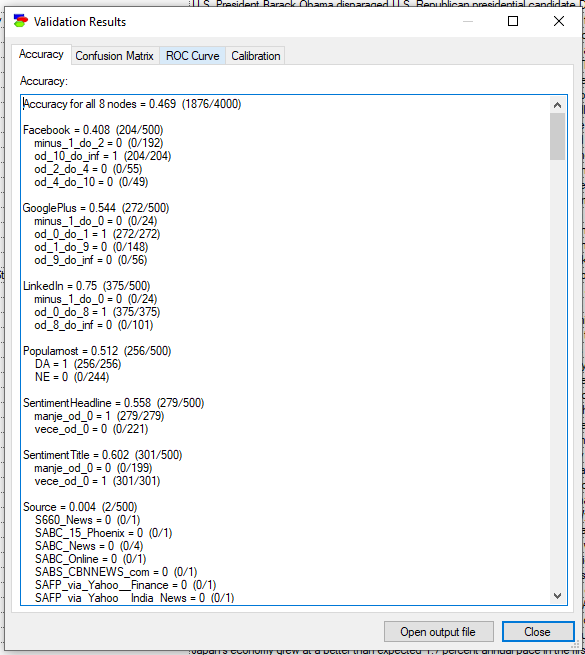 U.S. President Barack Obama disparaged U.S. Republican presidential candidate
Validation Results
Accuracy
Confusion Matrix
ROC Curve
Calibration
Accuracy:
Accuracy for all 8 nodes = 0.469 (1876/4000)
Facebook = 0.408 (204/500)
minus_1_do_2 = 0 (0/192)
od_10_do_inf = 1 (204/204)
od_2_do_4 = 0 (0/55)
od_4_do_10 = 0 (0/49)
GooglePlus = 0.544 (272/500)
minus_1_do_0 = 0 (0/24)
od_0_do_1 = 1 (272/272)
od_1_do_9 = 0 (0/148)
od_9_do_inf = 0 (0/56)
LinkedIn = 0.75 (375/500)
minus_1_do_0 = 0 (0/24)
od_0_do_8 = 1 (375/375)
od_8_do_inf = 0 (0/101)
Popularnost = 0.512 (256/500)
DA = 1 (256/256)
NE = 0 (0/244)
SentimentHeadline = 0.558 (279/500)
manje_od_0 = 1 (279/279)
vece_od_0 = 0 (0/221)
SentimentTitle = 0.602 (301/500)
manje_od_0 = 0 (0/199)
vece_od_0 = 1 (301/301)
Source = 0.004 (2/500)
S660_News = 0 (0/1)
SABC_15_Phoenix = 0 (0/1)
SABC_News = 0 (0/4)
SABC_Online = 0 (0/1)
SABS_CBNNEWS_com = 0 (0/1)
SAFP_via_Yahoo__Finance = 0 (0/1)
SAFP_via_Yahoo__India_News = 0 (0/1)
Open output file
Close
Japan's economy grew at a better than expected 1.7 percent annual pace in the